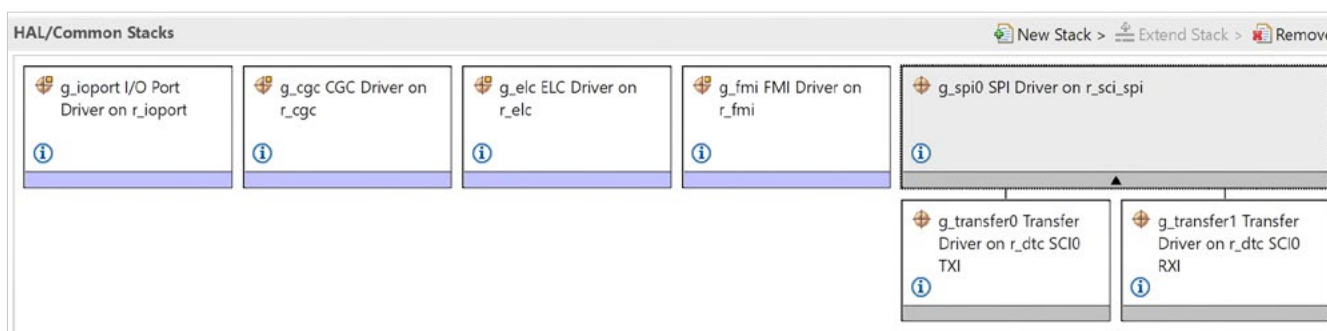 HAL/Common Stacks
New Stack > Extend Stack > Remove
g_ioport I/O Port
Driver on r_ioport
g_cgc CGC Driver on
r_cgc
g_elc ELC Driver on
r_elc
g_fmi FMI Driver on
r_fmi
g_spi0 SPI Driver on r_sci_spi
g_transfer0 Transfer
Driver on r_dtc SCI0
TXI
g_transfer1 Transfer
Driver on r_dtc SCI0
RXI